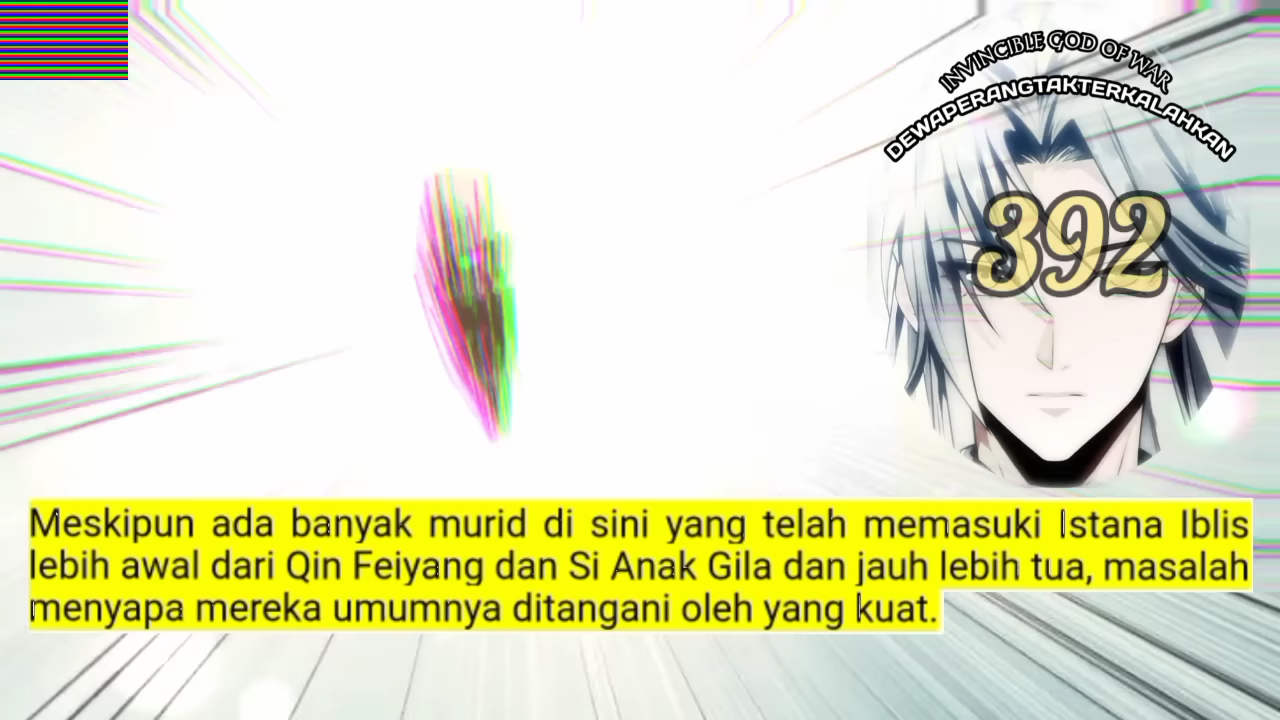 INVINCIBLE GOD OF WAR
DEWAPERANGTAKTERKALAHKAN
392
Meskipun ada banyak murid di sini yang telah memasuki Istana Iblis
lebih awal dari Qin Feiyang dan Si Anak Gila dan jauh lebih tua, masalah
menyapa mereka umumnya ditangani oleh yang kuat.